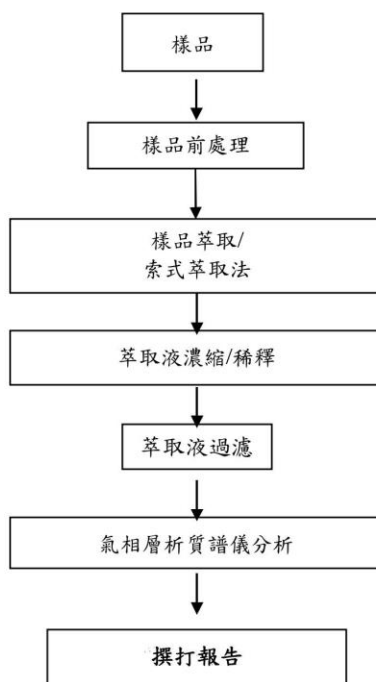 樣品
樣品前處理
樣品萃取/
索式萃取法
萃取液濃縮/稀釋
萃取液過濾
氣相層析質譜儀分析
撰打報告